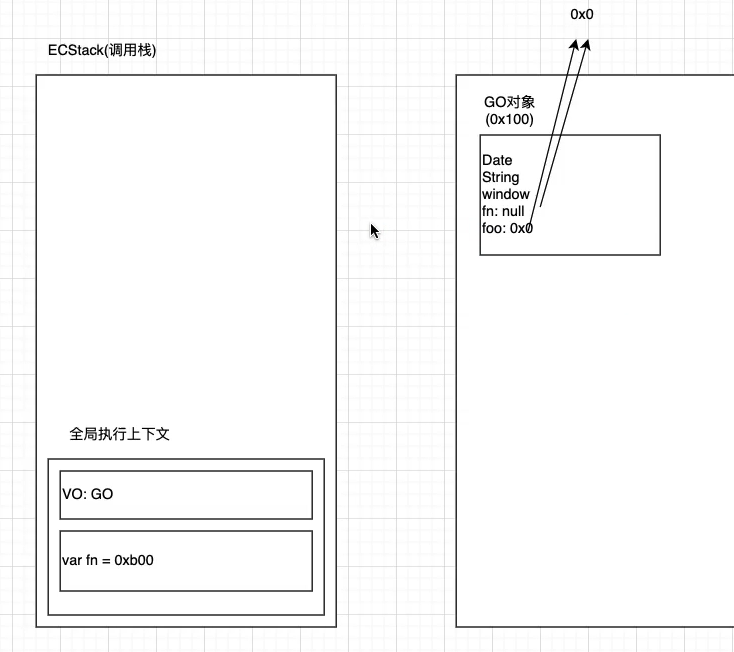 0x0
ECStack(调用栈)
GO对象
(0x100)
Date
String
window
fn: null
foo: 0x0
全局执行上下文
VO: GO
var fn = 0xb00